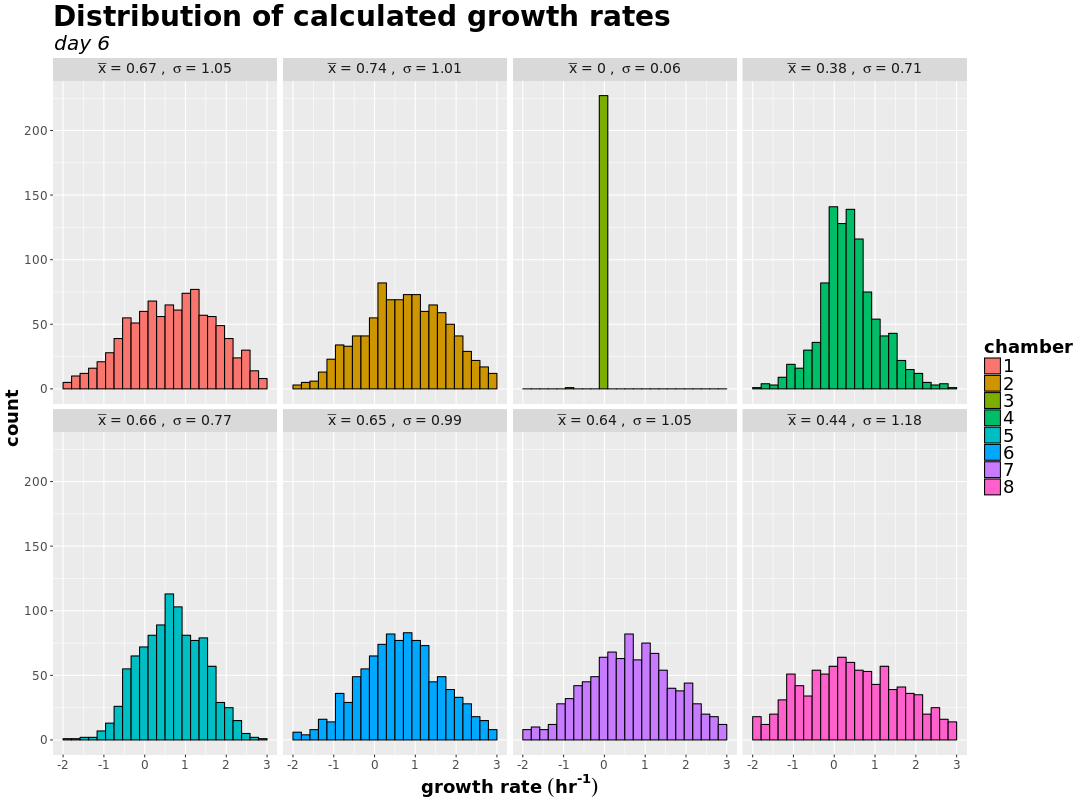 Distribution of calculated growth rates
day 6
x̅ = 0.67 , σ = 1.05
x̅ = 0.74 , σ = 1.01
x̅ = 0 , σ = 0.06
x̅ = 0.38 , σ = 0.71
200
150
100
50
0
x̅ = 0.66 , σ = 0.77
x̅ = 0.65 , σ = 0.99
x̅ = 0.64 , σ = 1.05
x̅ = 0.44 , σ = 1.18
200
150
100
50
0
-2 -1 0 1 2 3
-2 -1 0 1 2 3
-2 -1 0 1 2 3
-2 -1 0 1 2 3
count
growth rate (hr⁻¹)
chamber
1
2
3
4
5
6
7
8